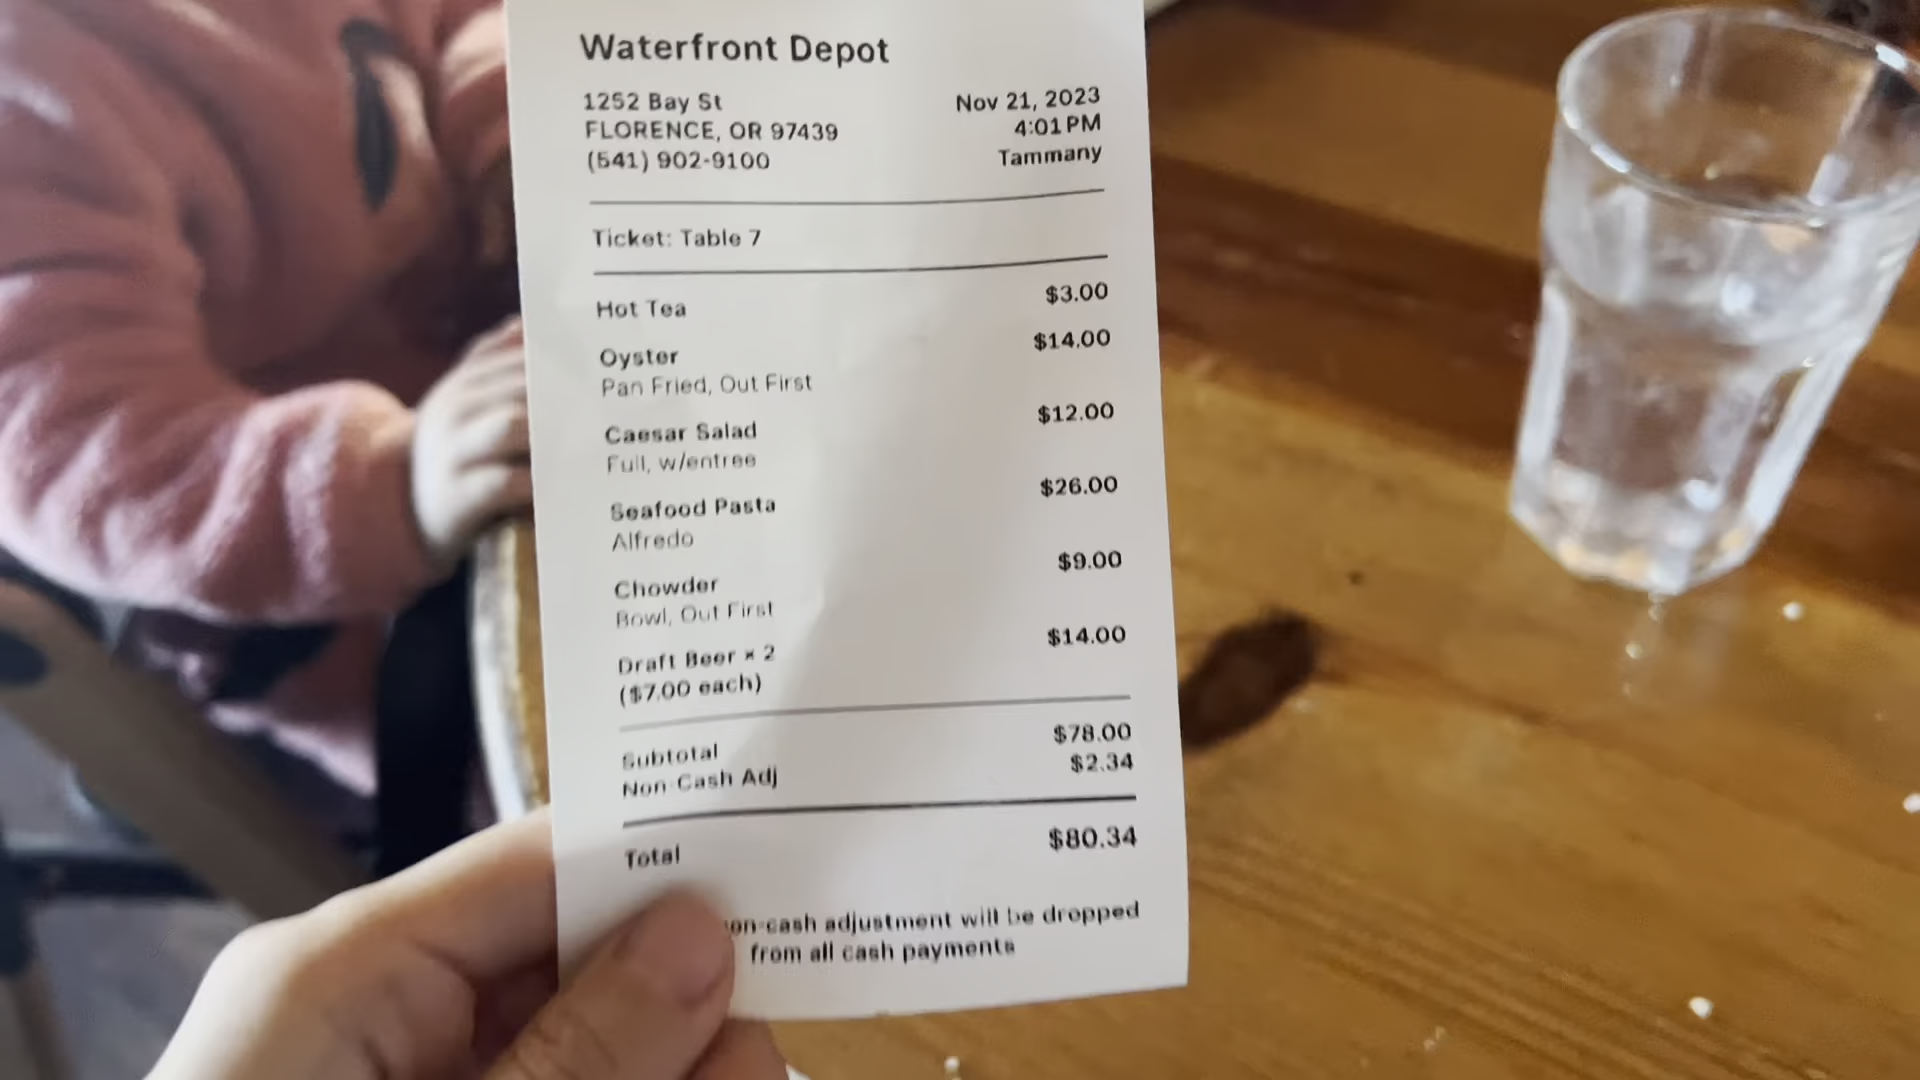 Waterfront Depot
1252 Bay St
FLORENCE, OR 97439
(541) 902-9100
Nov 21, 2023
4:01 PM
Tammany
Ticket: Table 7
Hot Tea $3.00
Oyster $14.00
Pan Fried, Out First
Caesar Salad $12.00
Full, w/entree
Seafood Pasta $26.00
Alfredo
Chowder $9.00
Bowl, Out First
Draft Beer × 2 $14.00
($7.00 each)
Subtotal $78.00
Non-Cash Adj $2.34
Total $80.34
on-cash adjustment will be dropped
from all cash payments